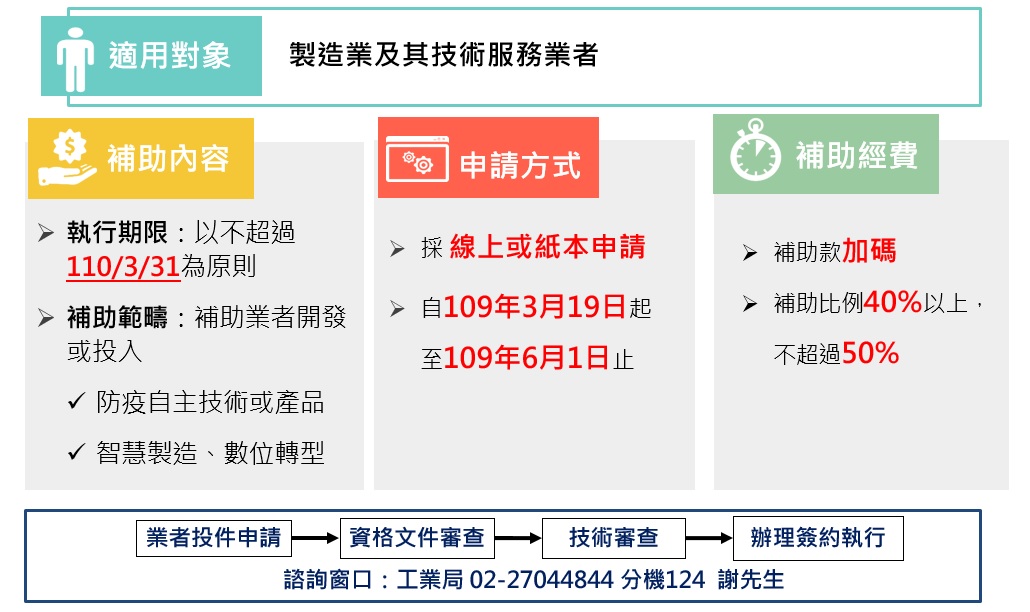 適用對象
製造業及其技術服務業者
補助內容
執行期限：以不超過
110/3/31為原則
補助範疇：補助業者開發
或投入
防疫自主技術或產品
智慧製造、數位轉型
申請方式
採 線上或紙本申請
自109年3月19日起
至109年6月1日止
補助經費
補助款加碼
補助比例40%以上，
不超過50%
業者投件申請
資格文件審查
技術審查
辦理簽約執行
諮詢窗口：工業局 02-27044844 分機124 謝先生